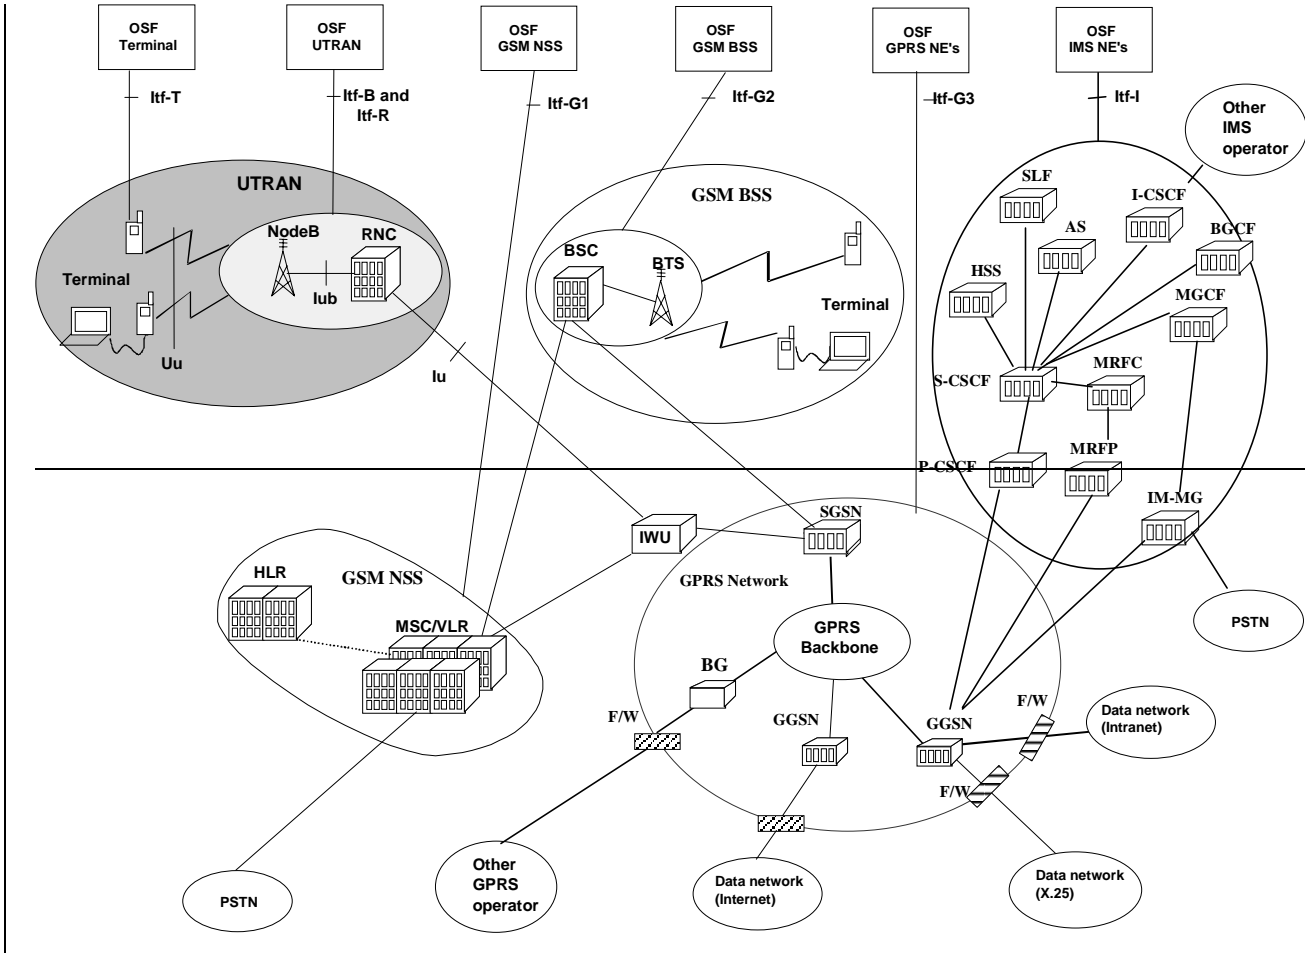 OSF
Terminal
OSF
UTRAN
OSF
GSM NSS
OSF
GSM BSS
OSF
GPRS NE's
OSF
IMS NE's
Itf-T
Itf-B and
Itf-R
Itf-G1
Itf-G2
Itf-G3
Itf-I
Other
IMS
operator
UTRAN
GSM BSS
SLF
I-CSCF
NodeB
RNC
AS
BGCF
BSC
BTS
HSS
Terminal
Iub
Terminal
MGCF
Uu
Iu
S-CSCF
MRFC
P-CSCF
MRFP
IM-MG
SGSN
IWU
HLR
GSM NSS
GPRS Network
MSC/VLR
GPRS
Backbone
PSTN
BG
F/W
GGSN
GGSN
F/W
Data network
(Intranet)
F/W
Other
GPRS
operator
PSTN
Data network
(Internet)
Data network
(X.25)